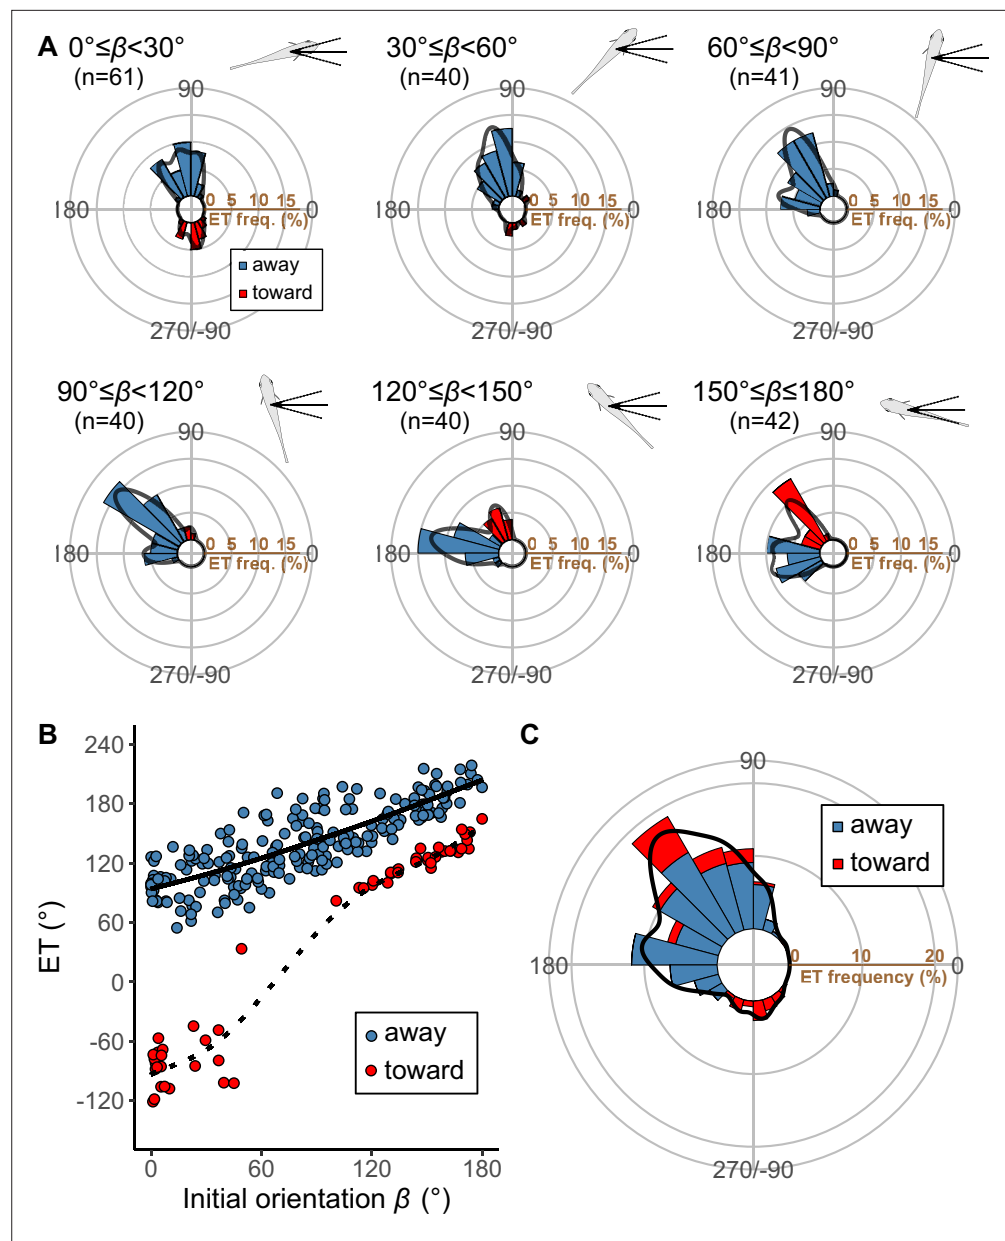 A
0°≤β<30°
(n=61)
90
180
0
0 5 10 15
ET freq. (%)
270/-90
away
toward
30°≤β<60°
(n=40)
90
180
0
0 5 10 15
ET freq. (%)
270/-90
60°≤β<90°
(n=41)
90
180
0
0 5 10 15
ET freq. (%)
270/-90
90°≤β<120°
(n=40)
90
180
0
0 5 10 15
ET freq. (%)
270/-90
120°≤β<150°
(n=40)
90
180
0
0 5 10 15
ET freq. (%)
270/-90
150°≤β≤180°
(n=42)
90
180
0
0 5 10 15
ET freq. (%)
270/-90
B
ET (°)
240
180
120
60
0
-60
-120
away
toward
0 60 120 180
Initial orientation β (°)
C
90
away
toward
180
0
0 10 20
ET frequency (%)
270/-90